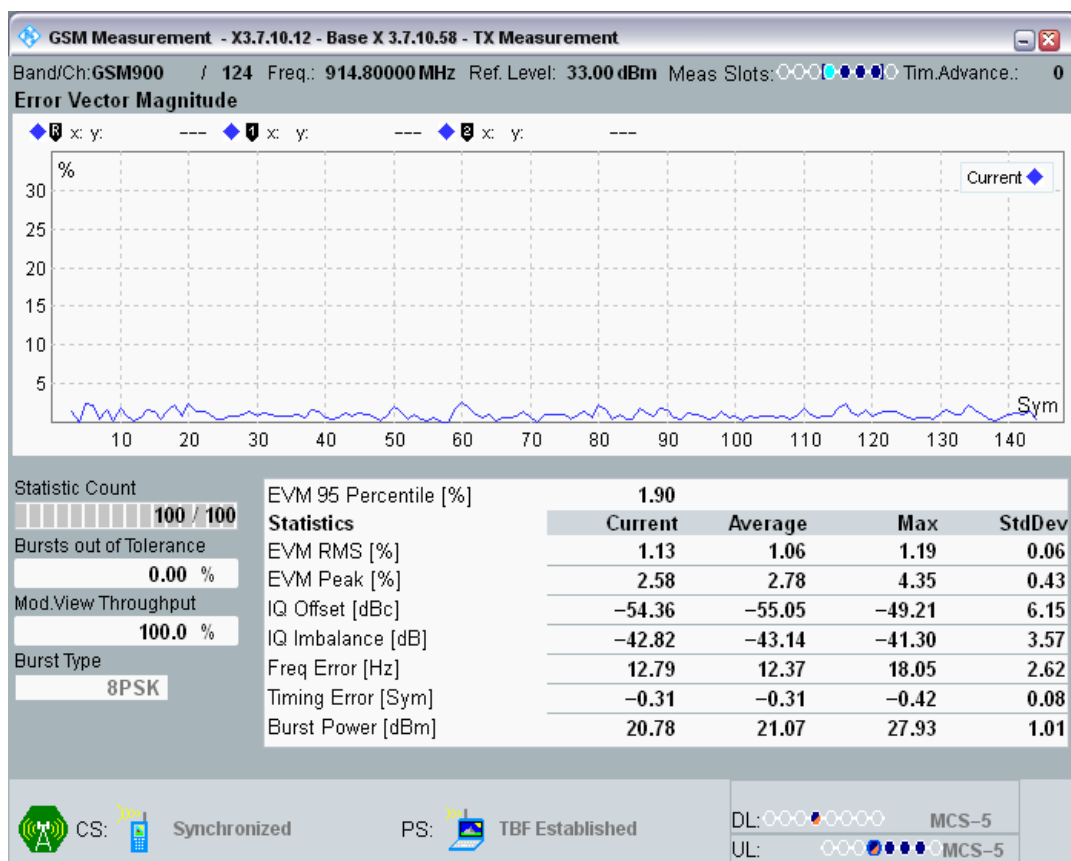 GSM Measurement - X3.7.10.12 - Base X 3.7.10.58 - TX Measurement
Band/Ch:GSM900 / 124 Freq.: 914.80000 MHz Ref. Level: 33.00 dBm Meas Slots: Tim.Advance.: 0
Error Vector Magnitude
R x: y: --- 1 x: y: --- 2 x: y: ---
%
Current
30
25
20
15
10
5
Sym
10 20 30 40 50 60 70 80 90 100 110 120 130 140
Statistic Count
100 / 100
Bursts out of Tolerance
0.00 %
Mod.View Throughput
100.0 %
Burst Type
8PSK
EVM 95 Percentile [%] 1.90
Statistics Current Average Max StdDev
EVM RMS [%] 1.13 1.06 1.19 0.06
EVM Peak [%] 2.58 2.78 4.35 0.43
IQ Offset [dBc] −54.36 −55.05 −49.21 6.15
IQ Imbalance [dB] −42.82 −43.14 −41.30 3.57
Freq Error [Hz] 12.79 12.37 18.05 2.62
Timing Error [Sym] −0.31 −0.31 −0.42 0.08
Burst Power [dBm] 20.78 21.07 27.93 1.01
CS: Synchronized PS: TBF Established
DL: MCS−5
UL: MCS−5